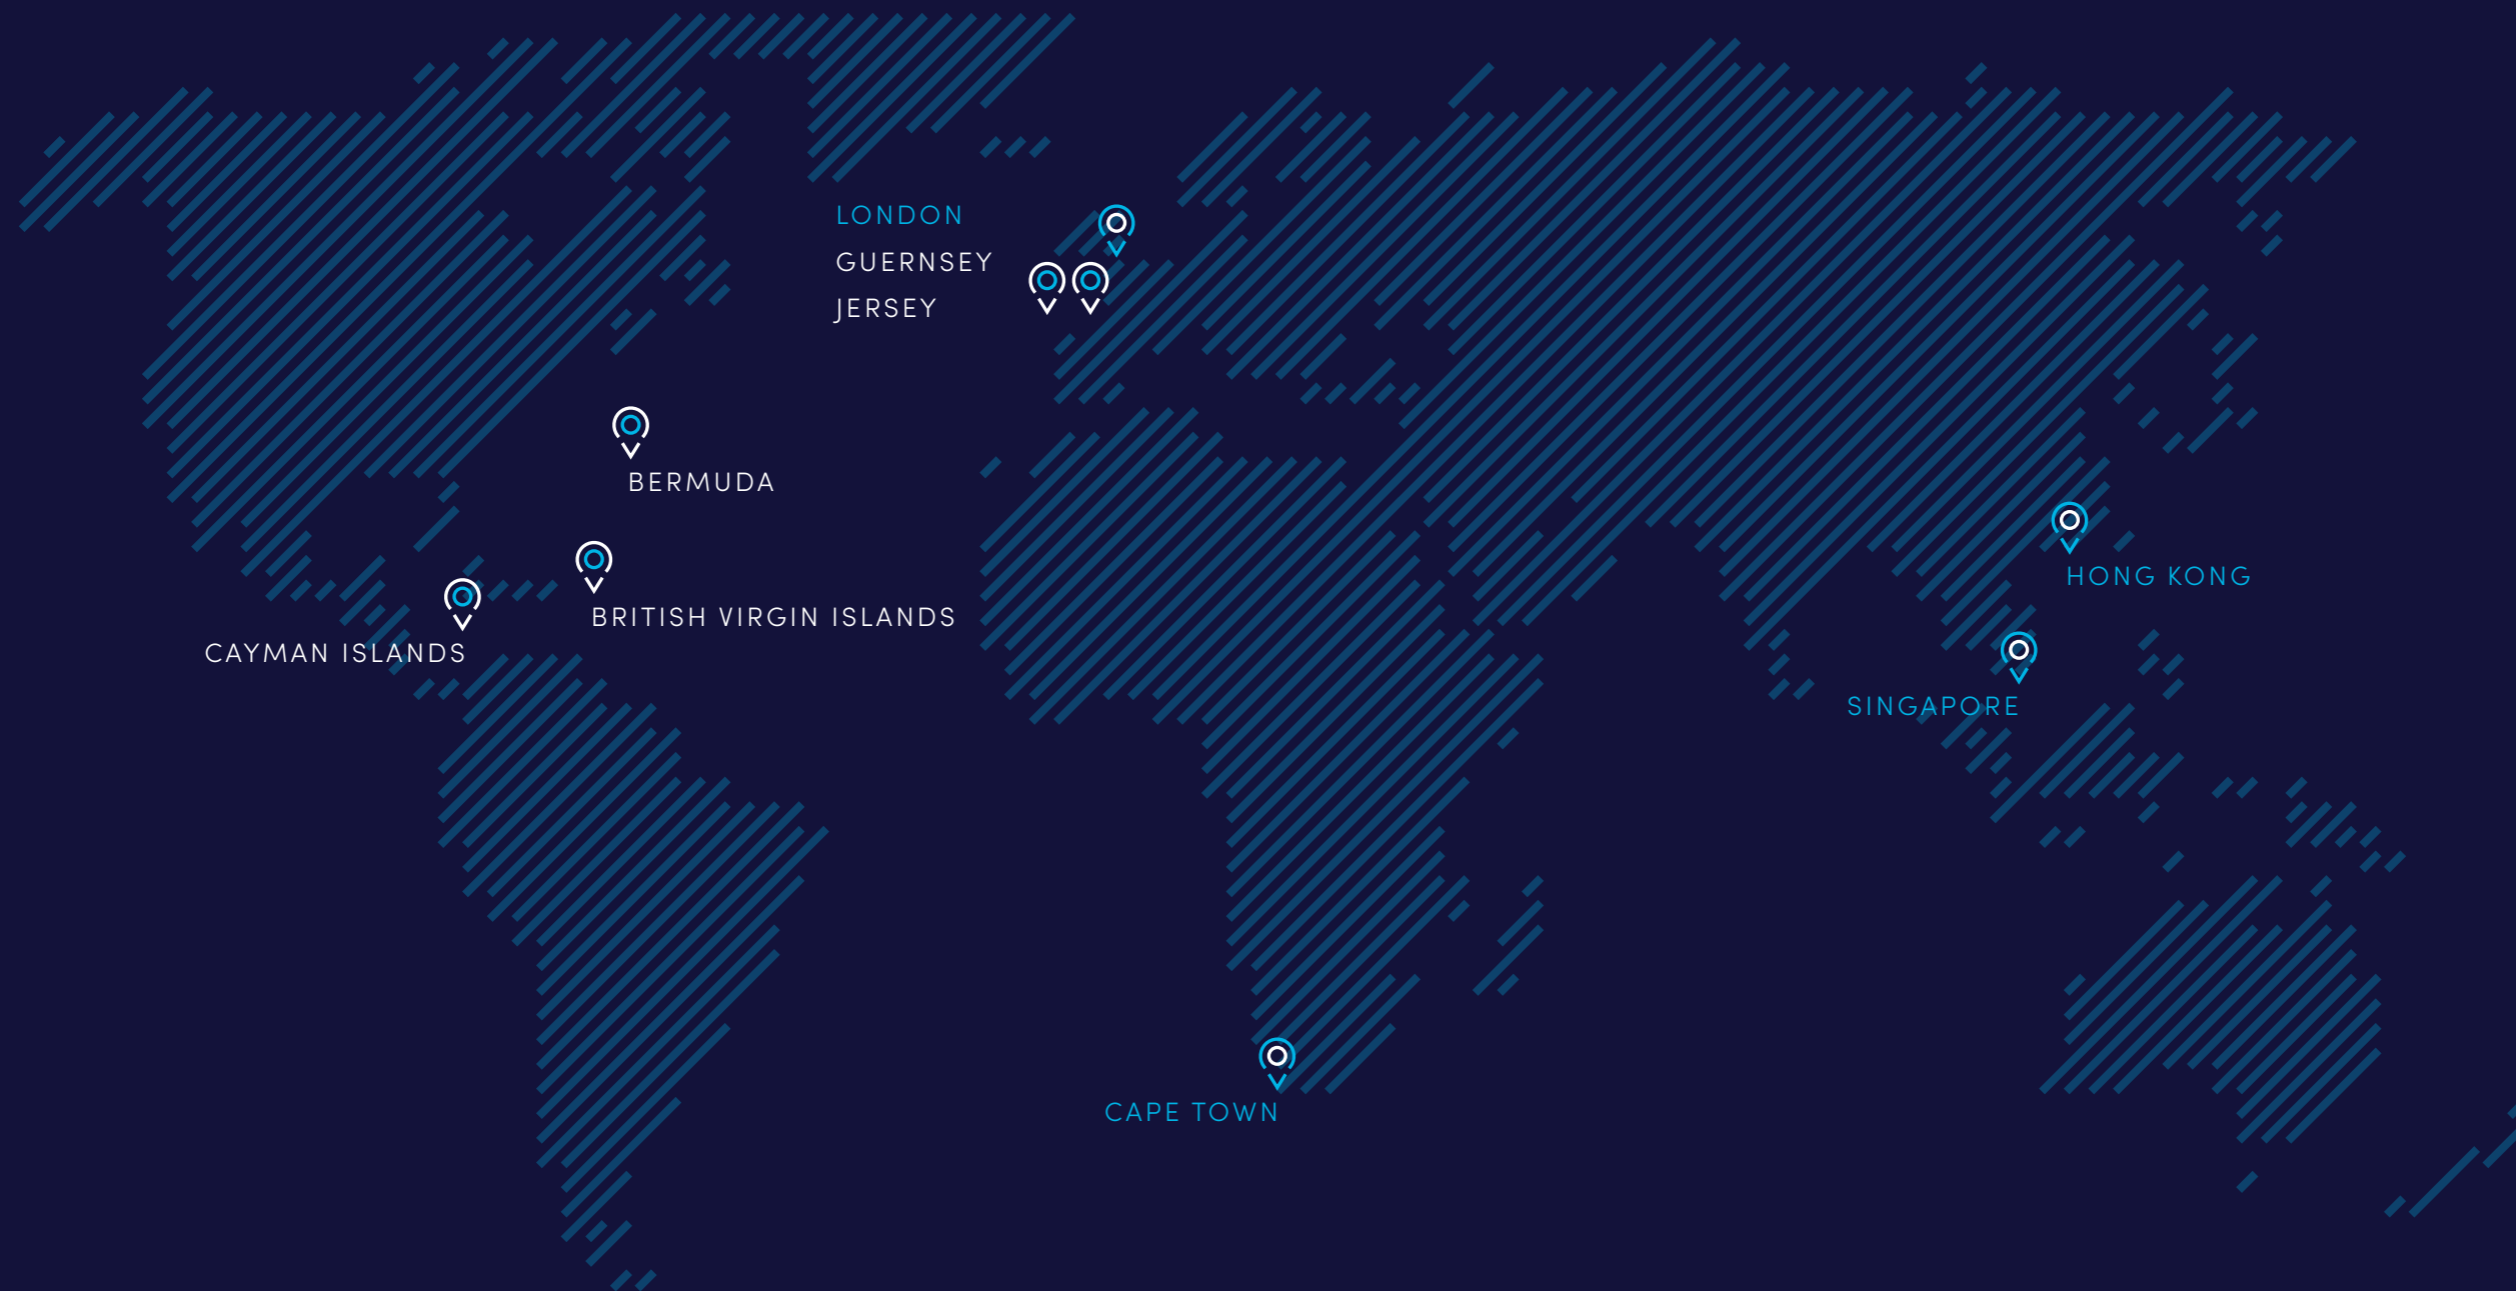 LONDON
GUERNSEY
JERSEY
BERMUDA
BRITISH VIRGIN ISLANDS
CAYMAN ISLANDS
HONG KONG
SINGAPORE
CAPE TOWN